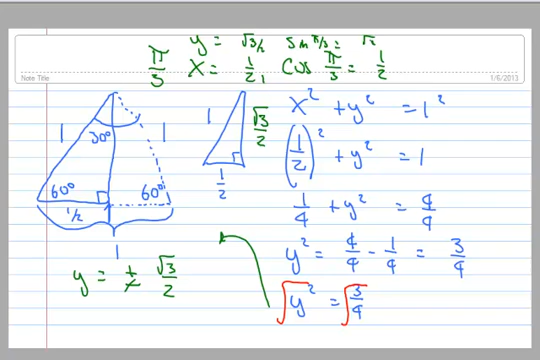 y = √3/2 sin π/3 = √2
π/3 x = 1/2, cos π/3 = 1/2
Note Title
1/6/2013
1 30° 1
60° 60°
1/2
1
1 √3/2
1/2
x² + y² = 1²
(1/2)² + y² = 1
1/4 + y² = 4/4
y² = 4/4 - 1/4 = 3/4
√y² = √3/4
y = ± √3/2